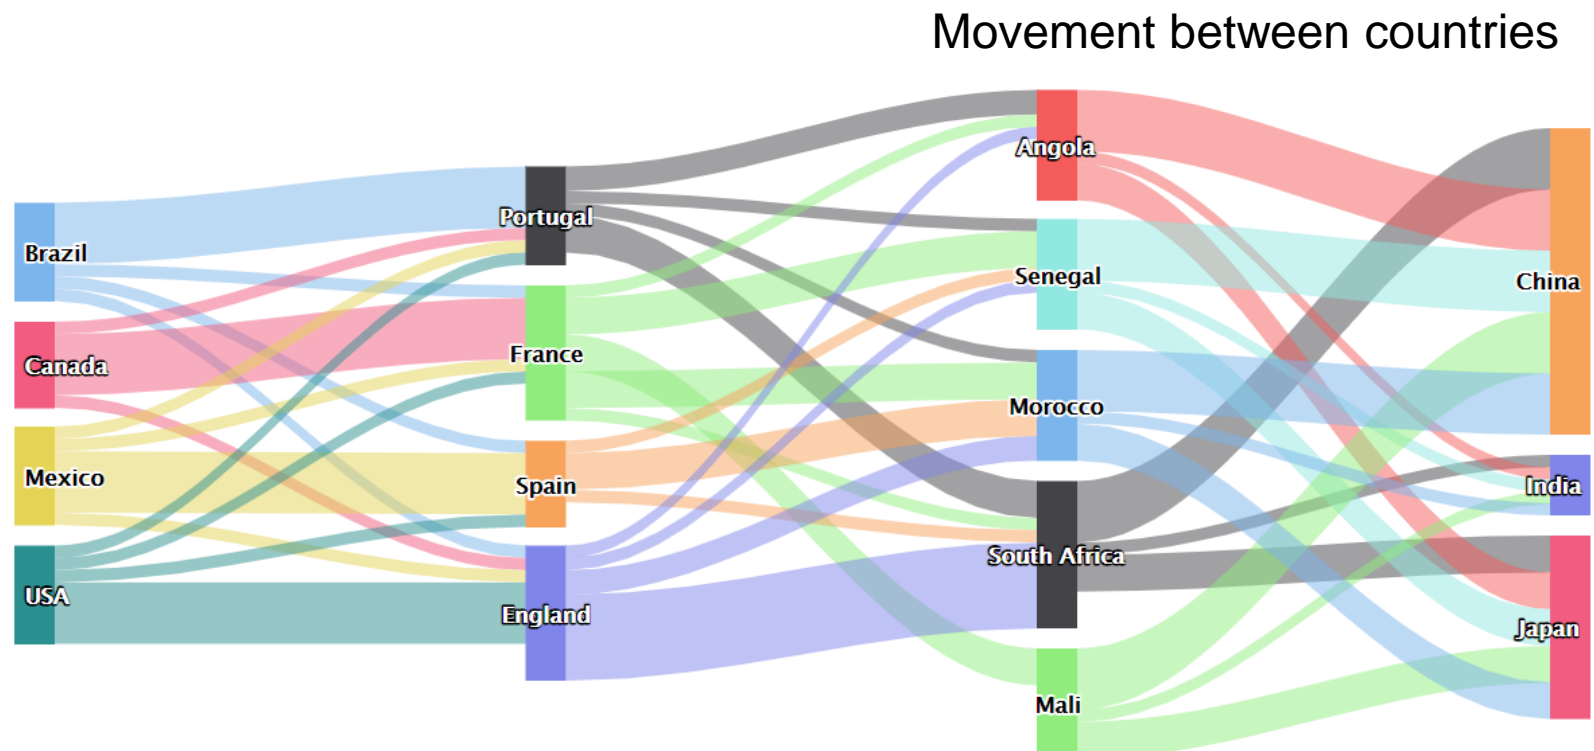 Movement between countries
Brazil
Canada
Mexico
USA
Portugal
France
Spain
England
Angola
Senegal
Morocco
South Africa
Mali
China
India
Japan